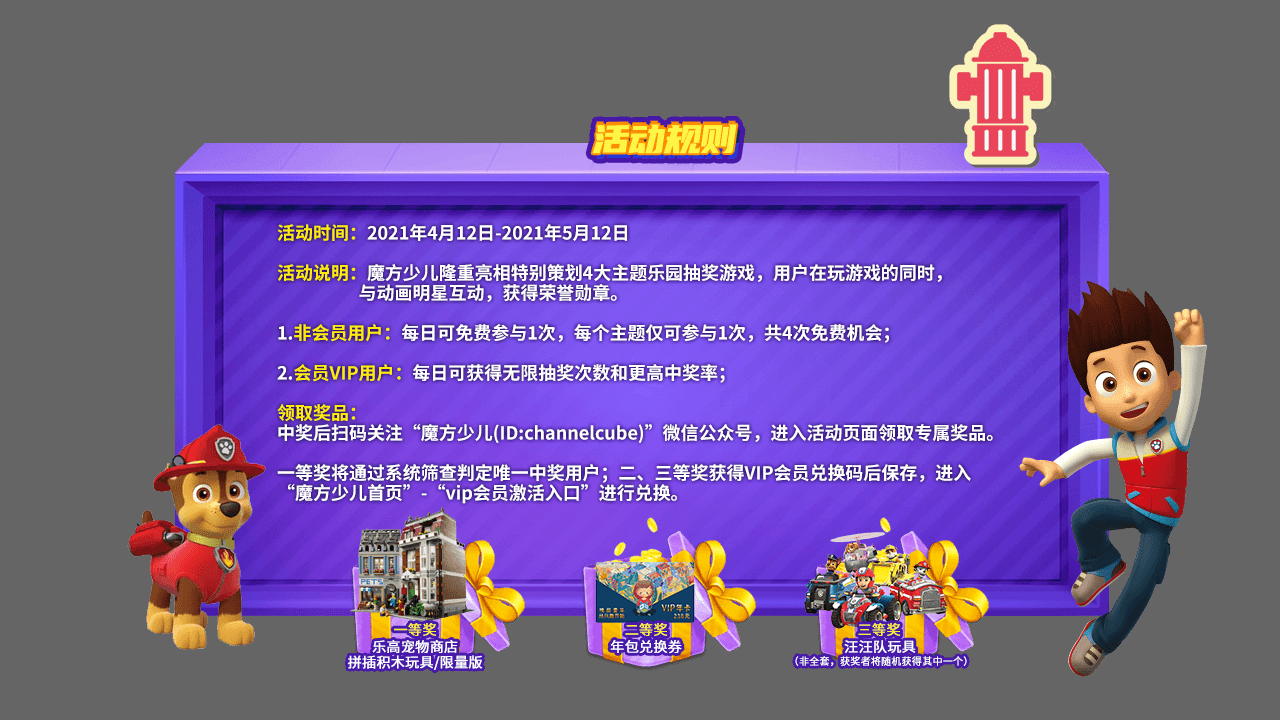 活动规则
活动时间：2021年4月12日-2021年5月12日
活动说明：魔方少儿隆重亮相特别策划4大主题乐园抽奖游戏，用户在玩游戏的同时，
与动画明星互动，获得荣誉勋章。
1.非会员用户：每日可免费参与1次，每个主题仅可参与1次，共4次免费机会；
2.会员VIP用户：每日可获得无限抽奖次数和更高中奖率；
领取奖品：
中奖后扫码关注“魔方少儿(ID:channelcube)”微信公众号，进入活动页面领取专属奖品。
一等奖将通过系统筛查判定唯一中奖用户；二、三等奖获得VIP会员兑换码后保存，进入
“魔方少儿首页”-“vip会员激活入口”进行兑换。
PETS
VIP年卡
一等奖
乐高宠物商店
拼插积木玩具/限量版
二等奖
年包兑换券
三等奖
汪汪队玩具
（非全套，获奖者将随机获得其中一个）